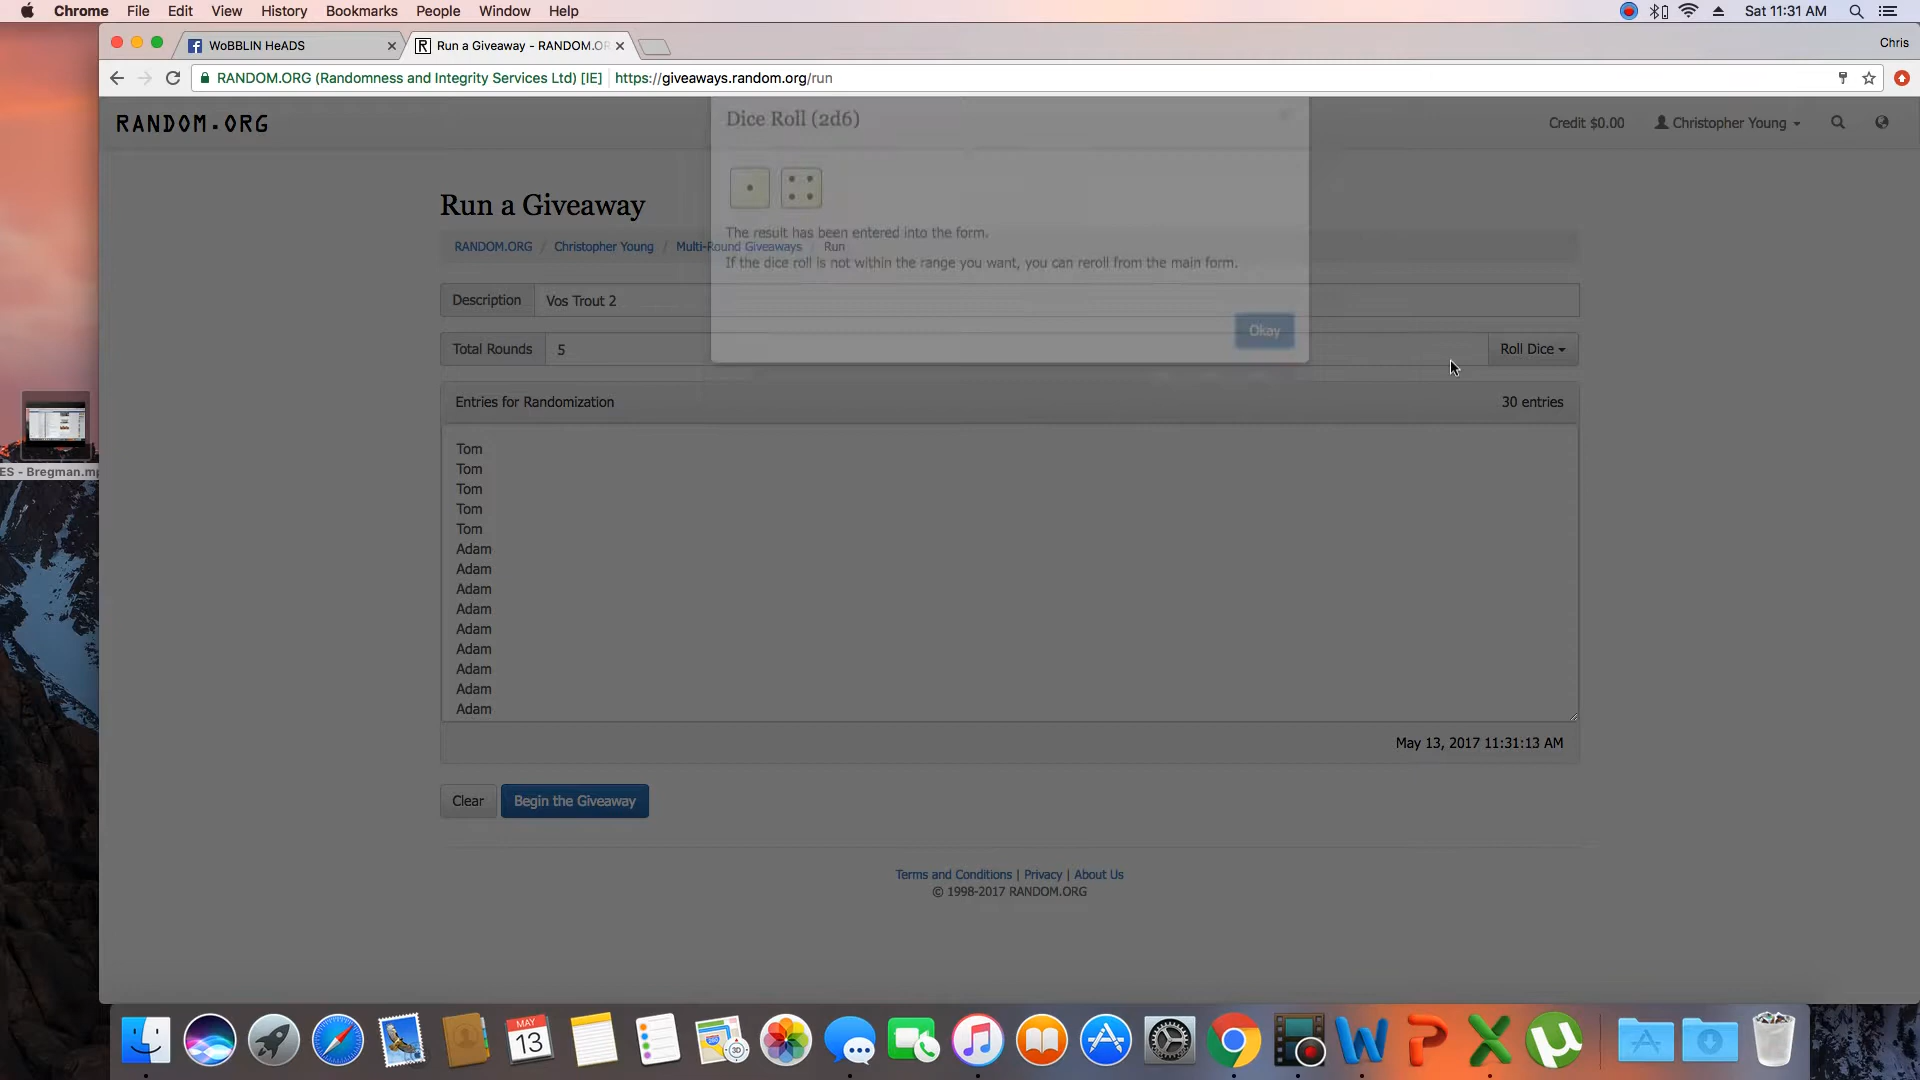 Chrome File Edit View History Bookmarks People Window Help Sat 11:31 AM
WoBBLIN HeADS
Run a Giveaway - RANDOM.OR
Chris
RANDOM.ORG (Randomness and Integrity Services Ltd) [IE] https://giveaways.random.org/run
RANDOM.ORG
Credit $0.00 Christopher Young
Dice Roll (2d6)
The result has been entered into the form.
If the dice roll is not within the range you want, you can reroll from the main form.
Okay
Run a Giveaway
RANDOM.ORG / Christopher Young / Multi-Round Giveaways / Run
Description Vos Trout 2
Total Rounds 5 Roll Dice
Entries for Randomization 30 entries
Tom
Tom
Tom
Tom
Tom
Adam
Adam
Adam
Adam
Adam
Adam
Adam
Adam
Adam
May 13, 2017 11:31:13 AM
Clear Begin the Giveaway
Terms and Conditions | Privacy | About Us
© 1998-2017 RANDOM.ORG
ES - Bregman.mp
MAY
13
3D